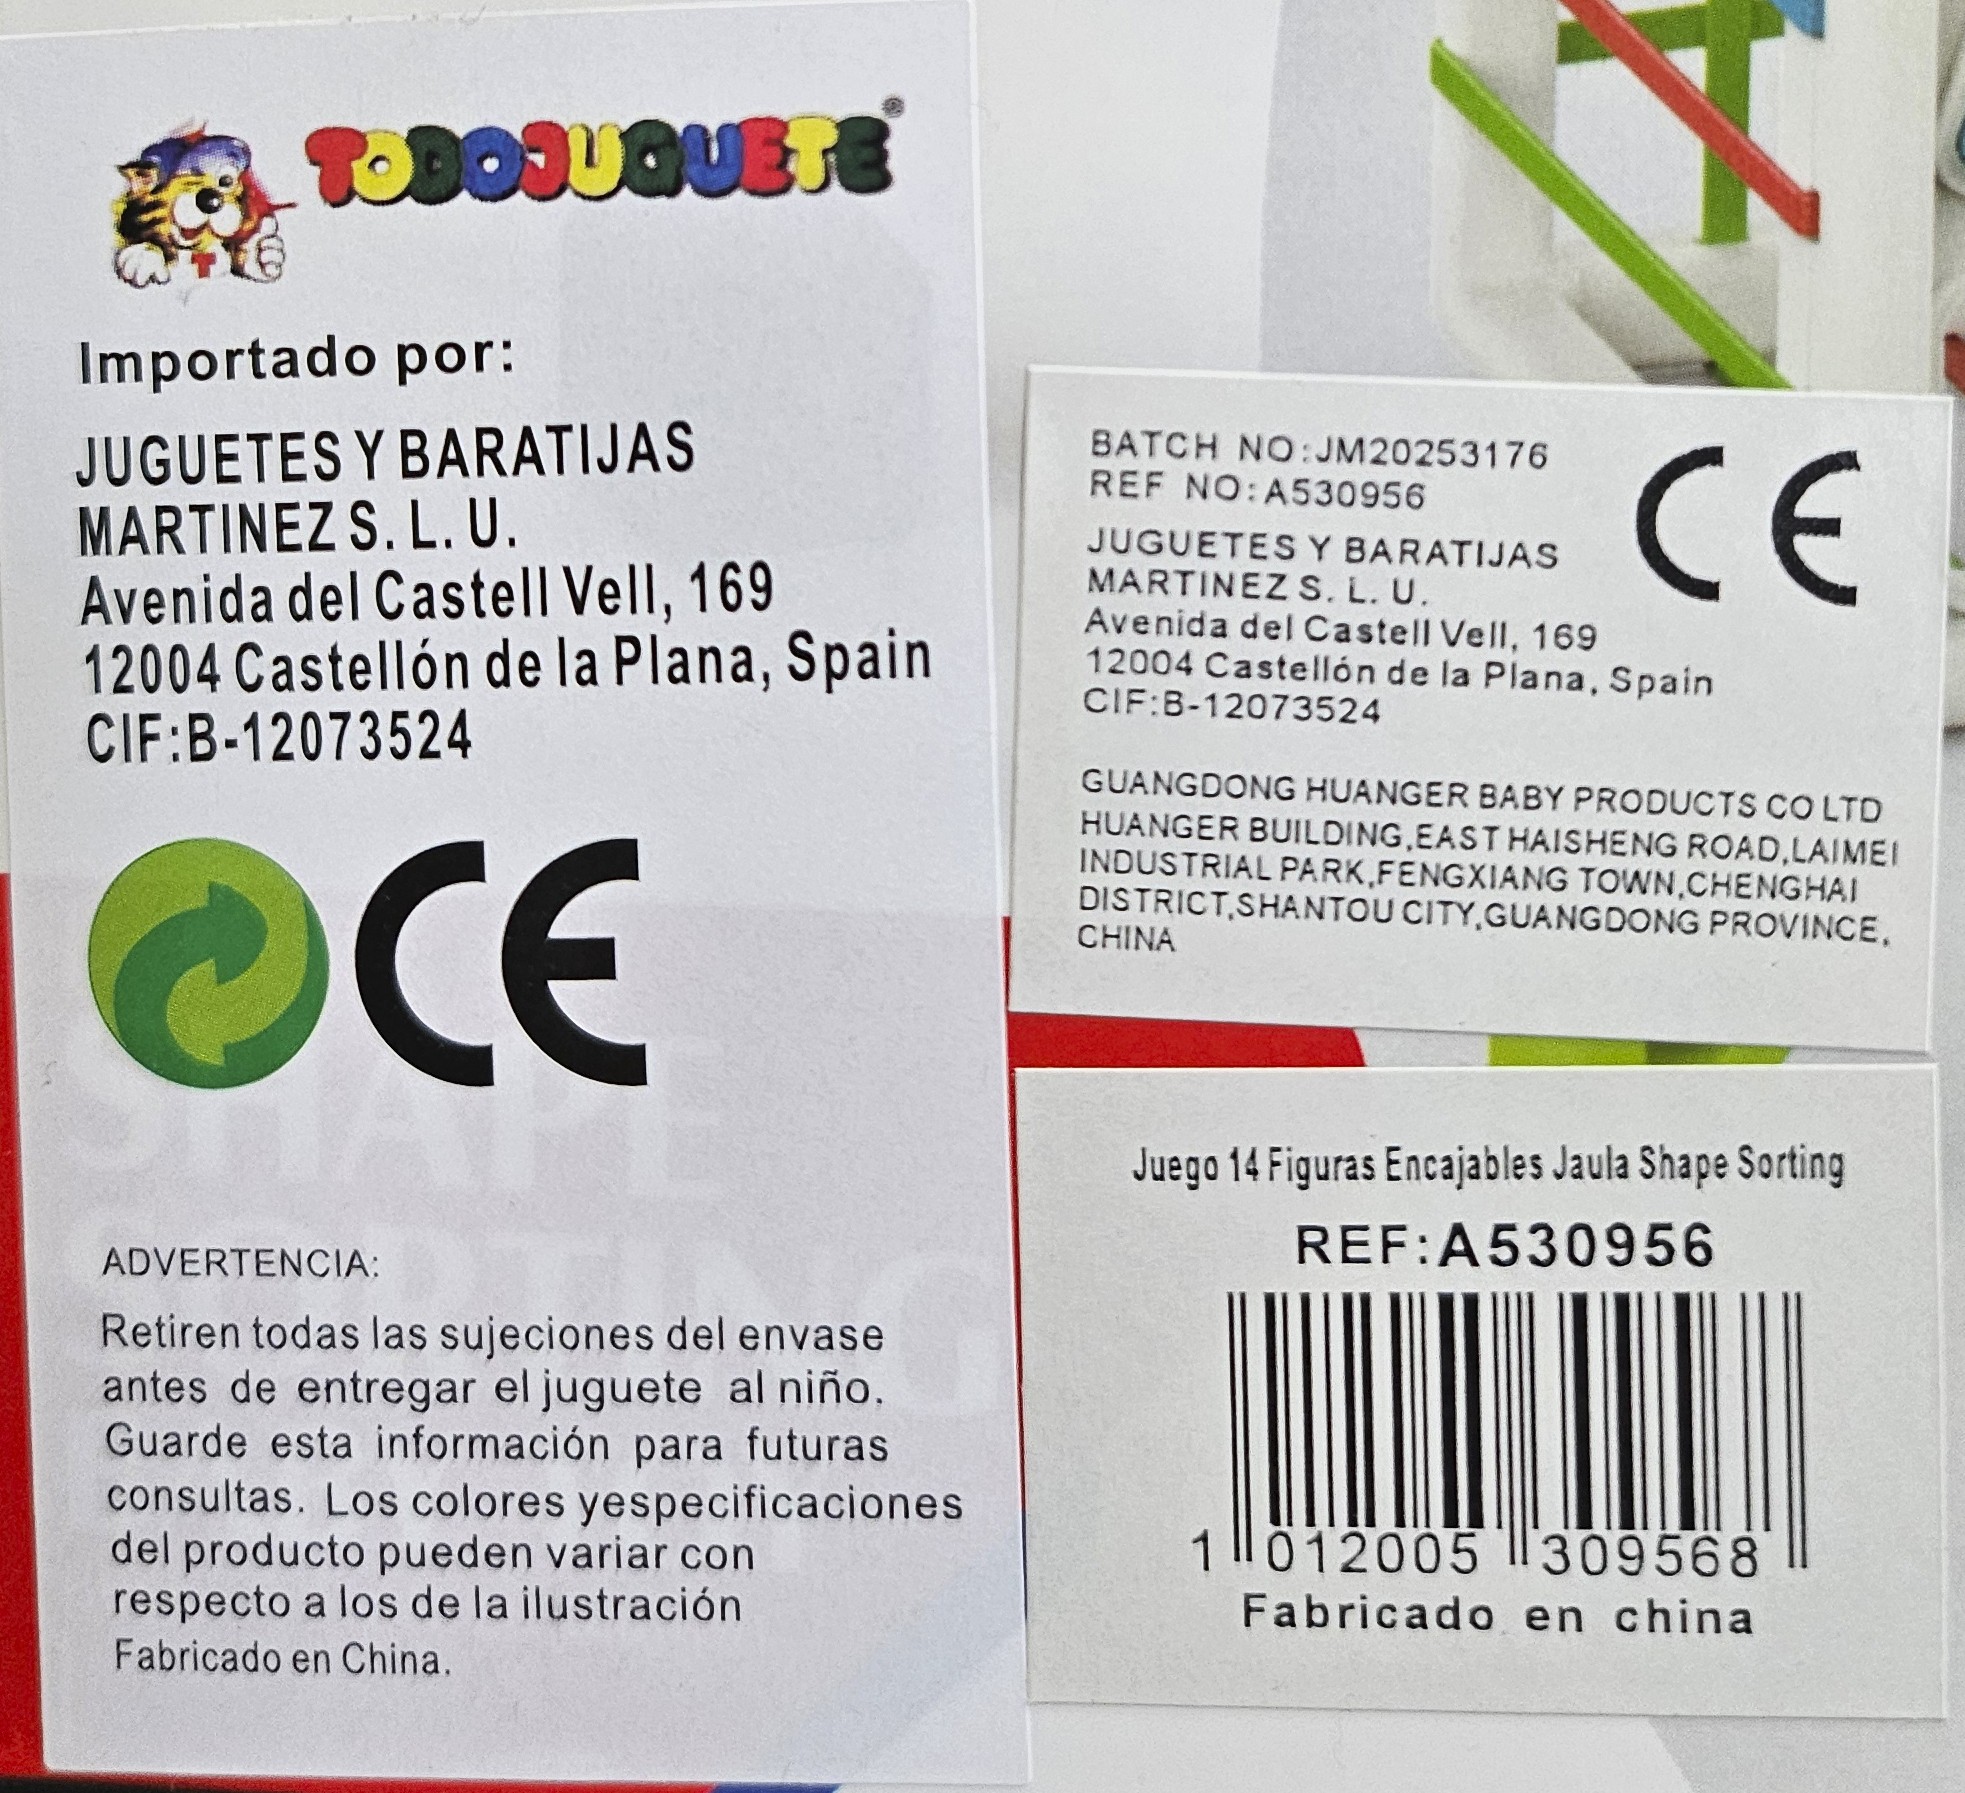 TODOJUGUETE®
T
Importado por:
JUGUETES Y BARATIJAS
MARTINEZ S. L. U.
Avenida del Castell Vell, 169
12004 Castellón de la Plana, Spain
CIF:B-12073524
CE
SHAPE
SORTING
ADVERTENCIA:
Retiren todas las sujeciones del envase
antes de entregar el juguete al niño.
Guarde esta información para futuras
consultas. Los colores yespecificaciones
del producto pueden variar con
respecto a los de la ilustración
Fabricado en China.
BATCH NO:JM20253176
REF NO:A530956
CE
JUGUETES Y BARATIJAS
MARTINEZ S. L. U.
Avenida del Castell Vell, 169
12004 Castellón de la Plana, Spain
CIF:B-12073524
GUANGDONG HUANGER BABY PRODUCTS CO LTD
HUANGER BUILDING,EAST HAISHENG ROAD,LAIMEI
INDUSTRIAL PARK,FENGXIANG TOWN,CHENGHAI
DISTRICT,SHANTOU CITY,GUANGDONG PROVINCE,
CHINA
Juego 14 Figuras Encajables Jaula Shape Sorting
REF:A530956
1 012005 309568
Fabricado en china